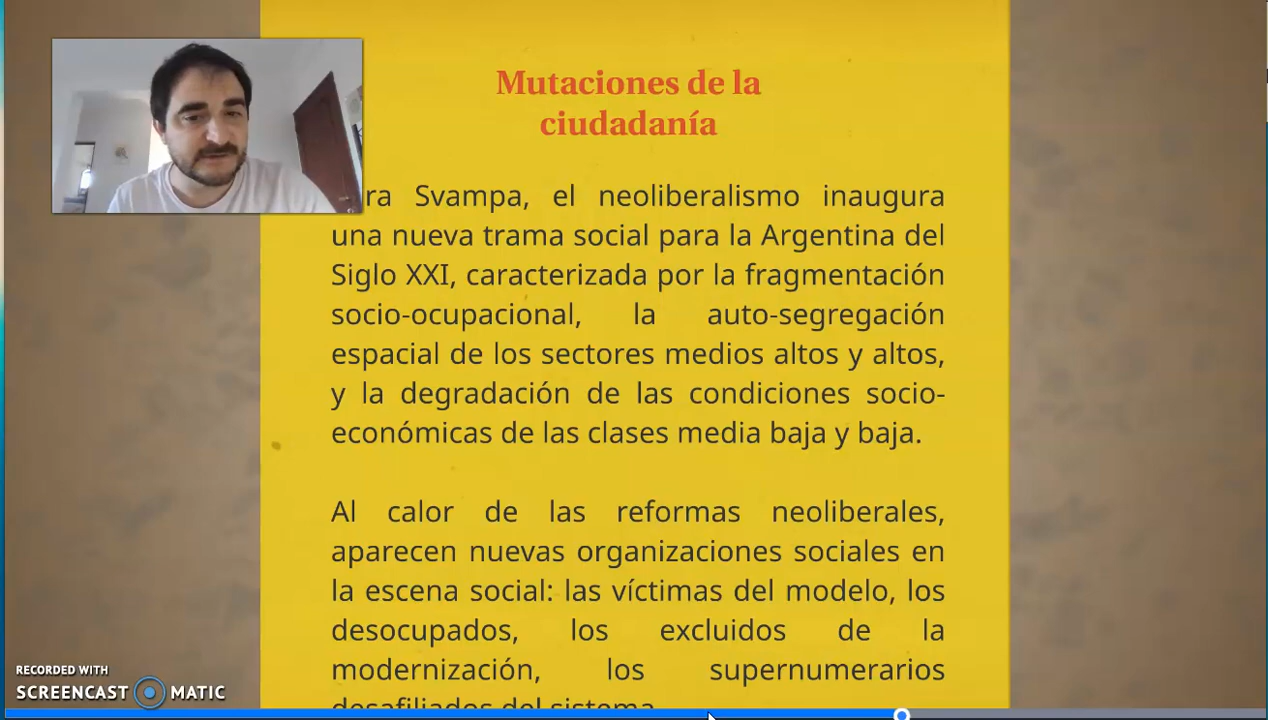 Mutaciones de la
ciudadanía
ra Svampa, el neoliberalismo inaugura
una nueva trama social para la Argentina del
Siglo XXI, caracterizada por la fragmentación
socio-ocupacional, la auto-segregación
espacial de los sectores medios altos y altos,
y la degradación de las condiciones socio-
económicas de las clases media baja y baja.
Al calor de las reformas neoliberales,
aparecen nuevas organizaciones sociales en
la escena social: las víctimas del modelo, los
desocupados, los excluidos de la
modernización, los supernumerarios
desafiliados del sistema
RECORDED WITH
SCREENCAST MATIC